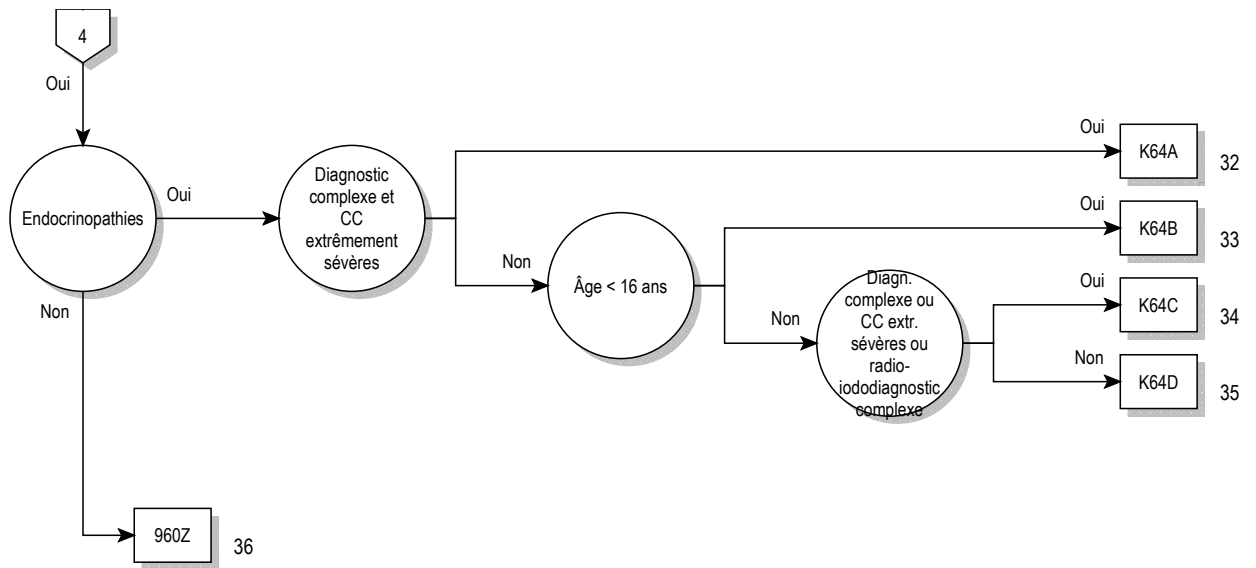 4
Oui
Endocrinopathies
Oui
Diagnostic
complexe et
CC
extrêmement
sévères
Oui
K64A
32
Non
Âge < 16 ans
Oui
K64B
33
Non
Diagn.
complexe ou
CC extr.
sévères ou
radio-
iododiagnostic
complexe
Oui
K64C
34
Non
K64D
35
Non
960Z
36